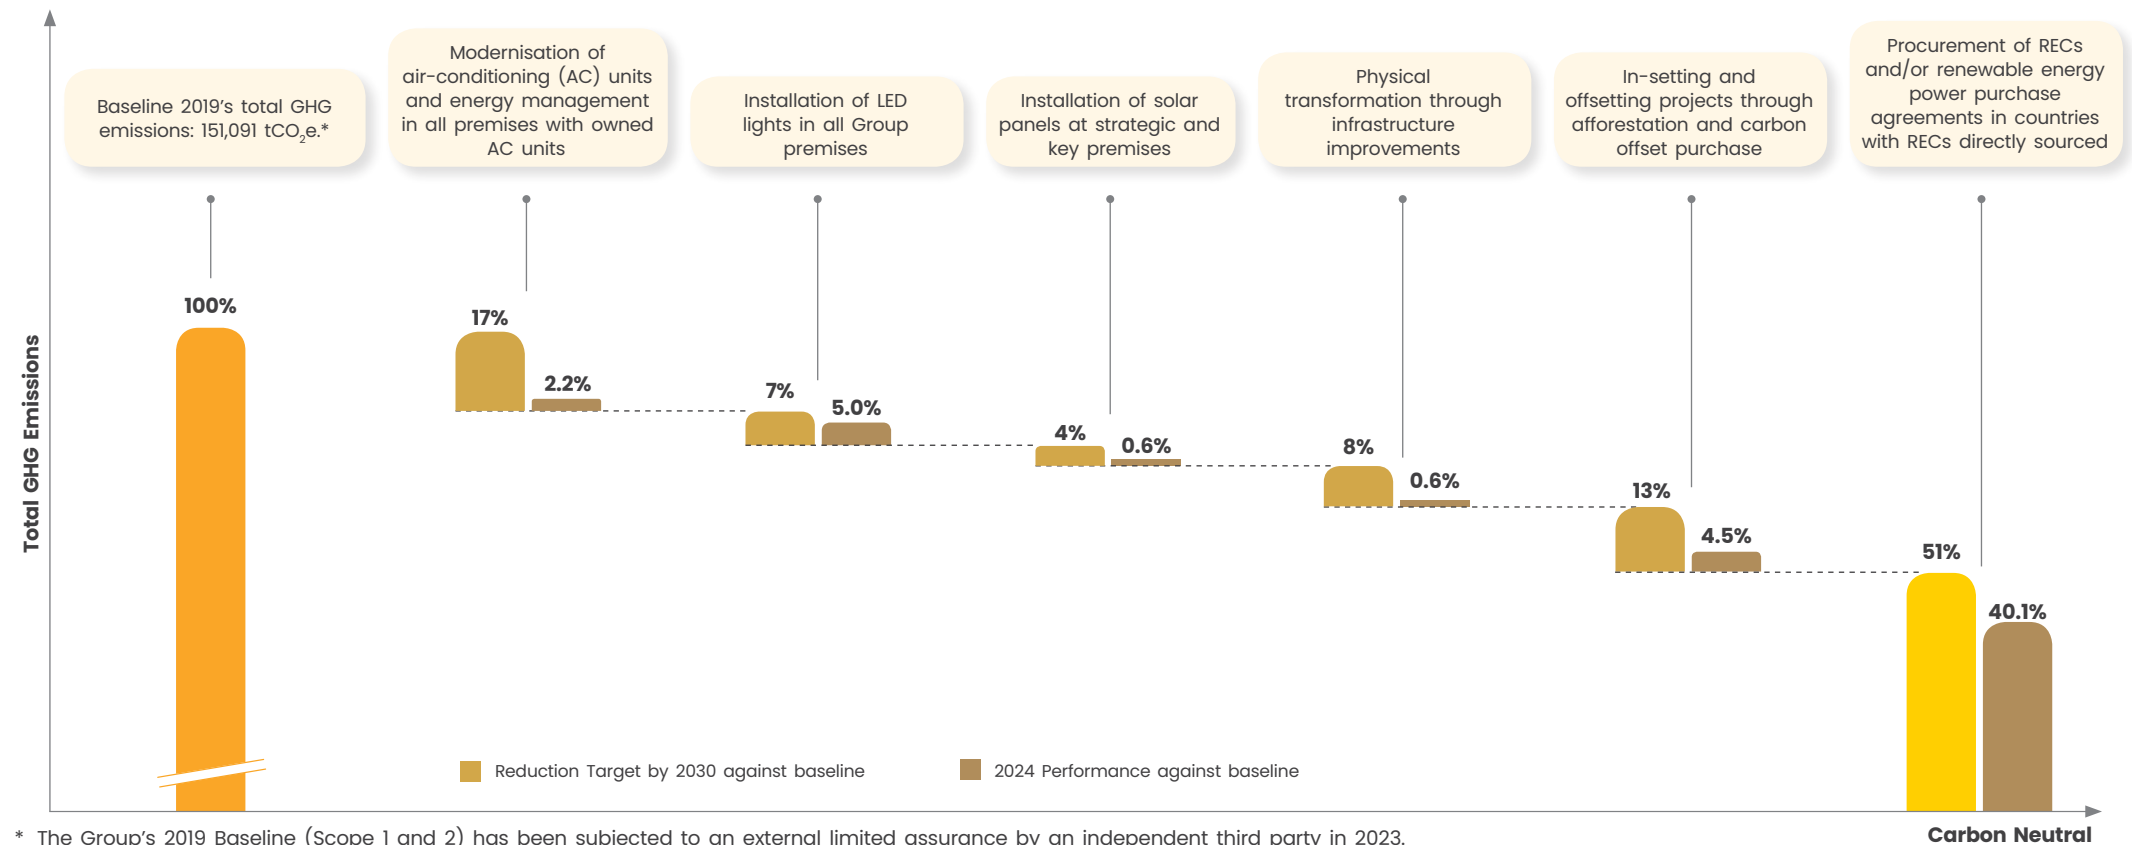 Baseline 2019's total GHG
emissions: 151,091 tCO2e.*
Modernisation of
air-conditioning (AC) units
and energy management
in all premises with owned
AC units
Installation of LED
lights in all Group
premises
Installation of solar
panels at strategic and
key premises
Physical
transformation through
infrastructure
improvements
In-setting and
offsetting projects through
afforestation and carbon
offset purchase
Procurement of RECs
and/or renewable energy
power purchase
agreements in countries
with RECs directly sourced
Total GHG Emissions
100%
17%
2.2%
7%
5.0%
4%
0.6%
8%
0.6%
13%
4.5%
51%
40.1%
Reduction Target by 2030 against baseline
2024 Performance against baseline
Carbon Neutral
* The Group's 2019 Baseline (Scope 1 and 2) has been subjected to an external limited assurance by an independent third party in 2023.